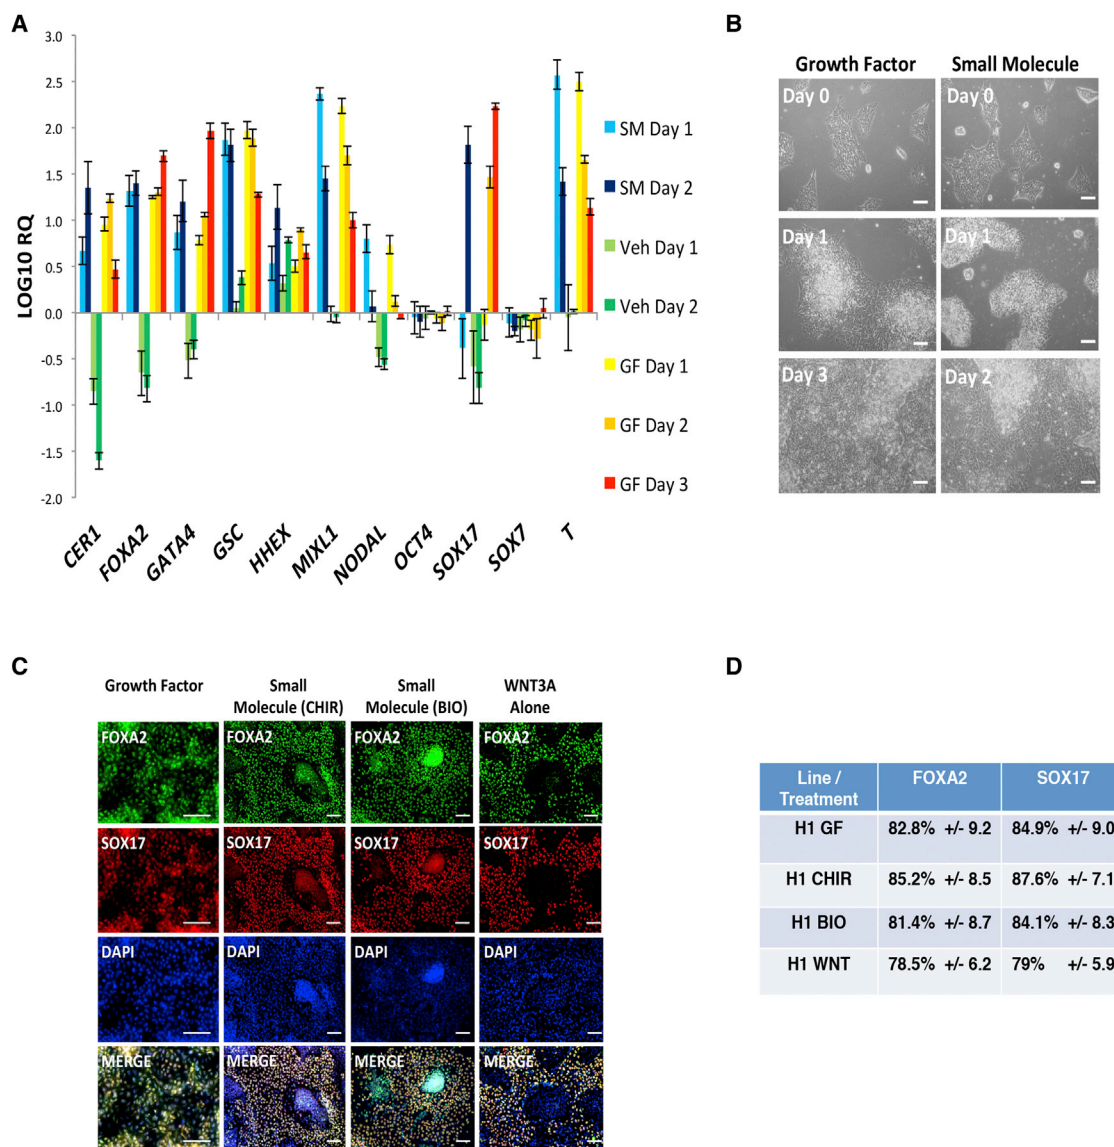 A
3.0
2.5
2.0
1.5
1.0
0.5
0.0
-0.5
-1.0
-1.5
-2.0
LOG10 RQ
CER1
FOXA2
GATA4
GSC
HHEX
MIXL1
NODAL
OCT4
SOX17
SOX7
T
SM Day 1
SM Day 2
Veh Day 1
Veh Day 2
GF Day 1
GF Day 2
GF Day 3
B
Growth Factor Small Molecule
Day 0 Day 0
Day 1 Day 1
Day 3 Day 2
C
Growth Factor
Small
Molecule (CHIR)
Small
Molecule (BIO)
WNT3A
Alone
FOXA2 FOXA2 FOXA2 FOXA2
SOX17 SOX17 SOX17 SOX17
DAPI DAPI DAPI DAPI
MERGE MERGE MERGE MERGE
D
Line /
Treatment
FOXA2 SOX17
H1 GF 82.8% +/- 9.2 84.9% +/- 9.0
H1 CHIR 85.2% +/- 8.5 87.6% +/- 7.1
H1 BIO 81.4% +/- 8.7 84.1% +/- 8.3
H1 WNT 78.5% +/- 6.2 79% +/- 5.9